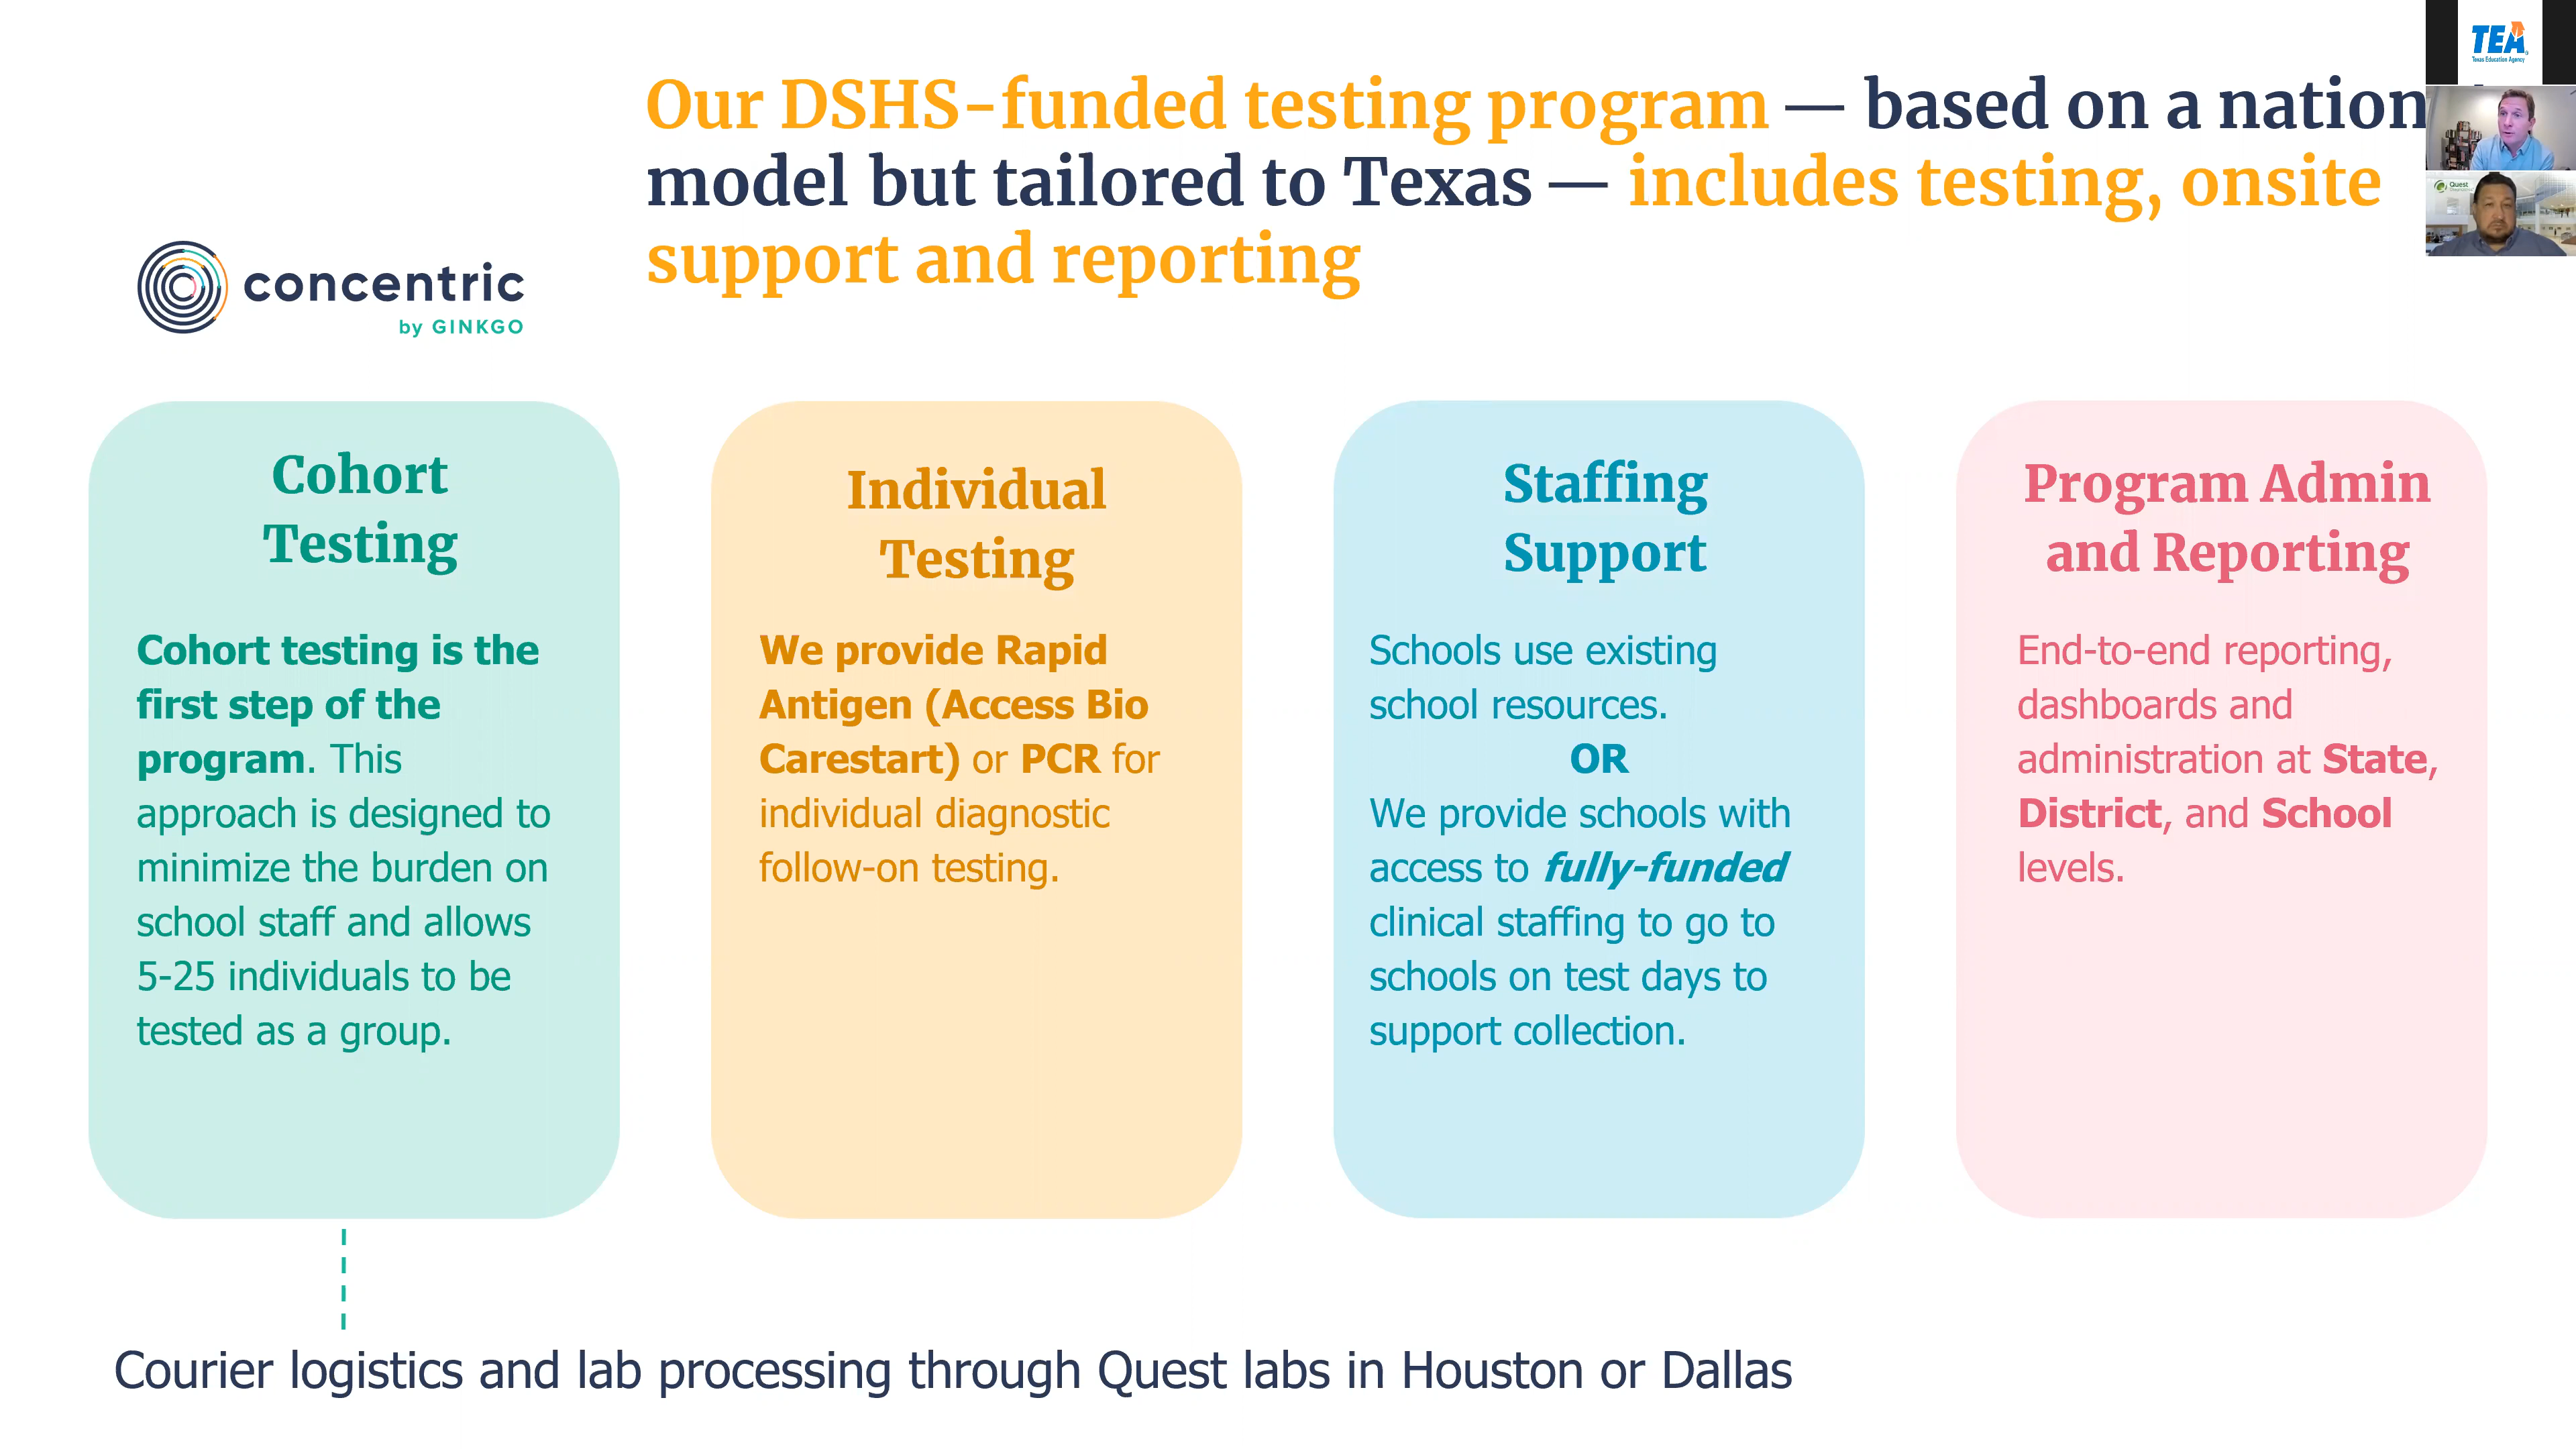 Our DSHS-funded testing program — based on a nation
model but tailored to Texas — includes testing, onsite
support and reporting
TEA
Texas Education Agency
Quest
concentric
by GINKGO
Cohort
Testing
Cohort testing is the
first step of the
program. This
approach is designed to
minimize the burden on
school staff and allows
5-25 individuals to be
tested as a group.
Individual
Testing
We provide Rapid
Antigen (Access Bio
Carestart) or PCR for
individual diagnostic
follow-on testing.
Staffing
Support
Schools use existing
school resources.
OR
We provide schools with
access to fully-funded
clinical staffing to go to
schools on test days to
support collection.
Program Admin
and Reporting
End-to-end reporting,
dashboards and
administration at State,
District, and School
levels.
Courier logistics and lab processing through Quest labs in Houston or Dallas